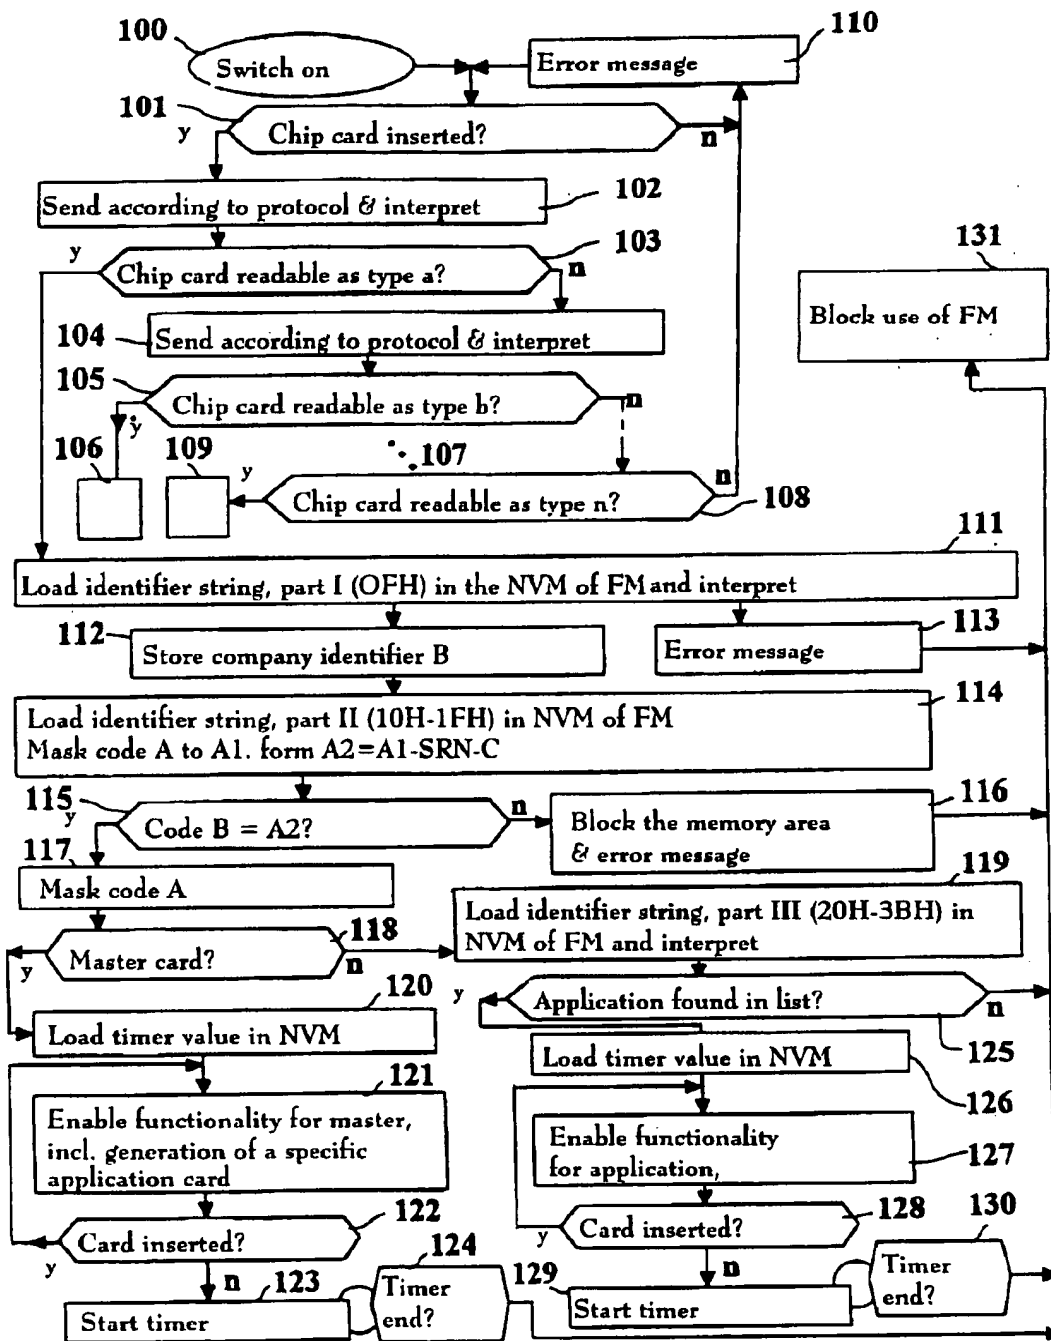 100
Switch on
Error message
110
101
Chip card inserted?
y
n
Send according to protocol & interpret
102
y
Chip card readable as type a?
103
n
131
Block use of FM
104
Send according to protocol & interpret
105
Chip card readable as type b?
n
y
106
109
107
y
Chip card readable as type n?
n
108
111
Load identifier string, part I (OFH) in the NVM of FM and interpret
112
Store company identifier B
113
Error message
114
Load identifier string, part II (10H-1FH) in NVM of FM
Mask code A to A1. form A2=A1-SRN-C
115
y
Code B = A2?
n
116
Block the memory area
& error message
117
Mask code A
119
Load identifier string, part III (20H-3BH) in
NVM of FM and interpret
118
y
Master card?
n
120
Load timer value in NVM
y
Application found in list?
n
125
Load timer value in NVM
126
121
Enable functionality for master,
incl. generation of a specific
application card
Enable functionality
for application,
127
122
Card inserted?
y
n
128
Card inserted?
y
n
123
Start timer
124
Timer
end?
129
Start timer
130
Timer
end?